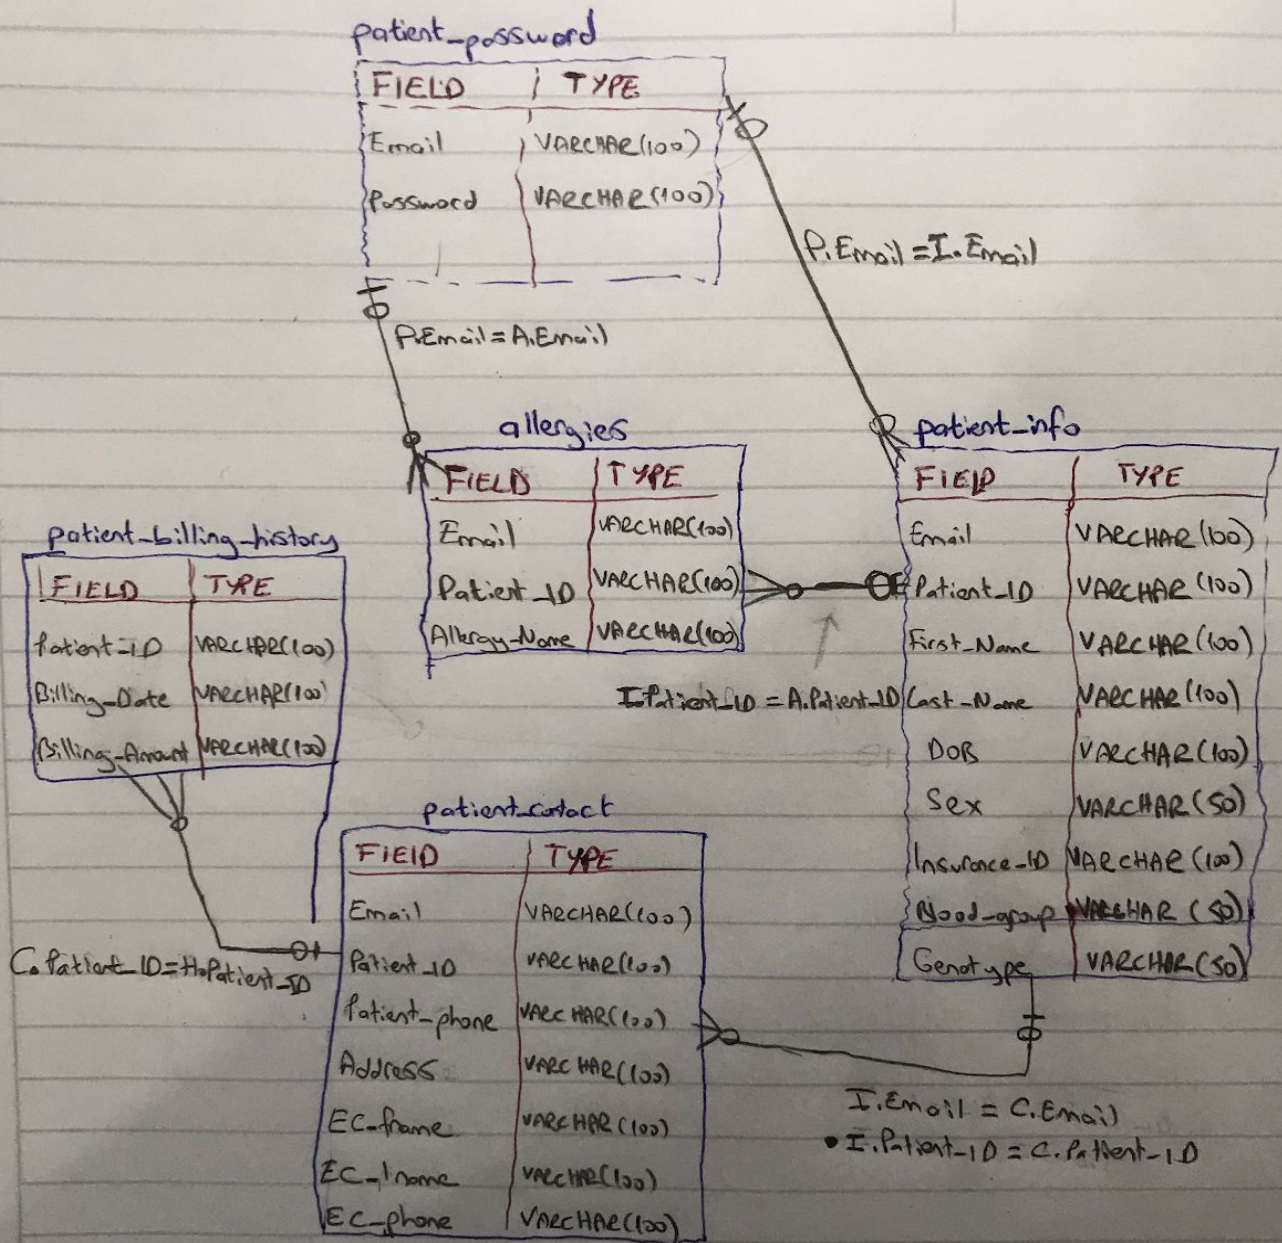 patient_password
FIELD TYPE
Email VARCHAR(100)
Password VARCHAR(100)
P.Email=I.Email
P.Email=A.Email
allergies
FIELD TYPE
Email VARCHAR(100)
Patient_ID VARCHAR(100)
Allergy_Name VARCHAR(100)
patient_info
FIELD TYPE
Email VARCHAR(100)
Patient_ID VARCHAR(100)
First_Name VARCHAR(100)
Last_Name VARCHAR(100)
DOB VARCHAR(100)
Sex VARCHAR(50)
Insurance_ID VARCHAR(100)
Blood_group VARCHAR(50)
Genotype VARCHAR(50)
I.Patient_ID = A.Patient_ID
patient_billing_history
FIELD TYPE
Patient_ID VARCHAR(100)
Billing_Date VARCHAR(100)
Billing_Amount VARCHAR(100)
C.Patient_ID=H.Patient_ID
patient_cotact
FIELD TYPE
Email VARCHAR(100)
Patient_ID VARCHAR(100)
Patient_phone VARCHAR(100)
Address VARCHAR(100)
EC_fname VARCHAR(100)
EC_lname VARCHAR(100)
EC_phone VARCHAR(100)
I.Email = C.Email
• I.Patient_ID = C.Patient_ID